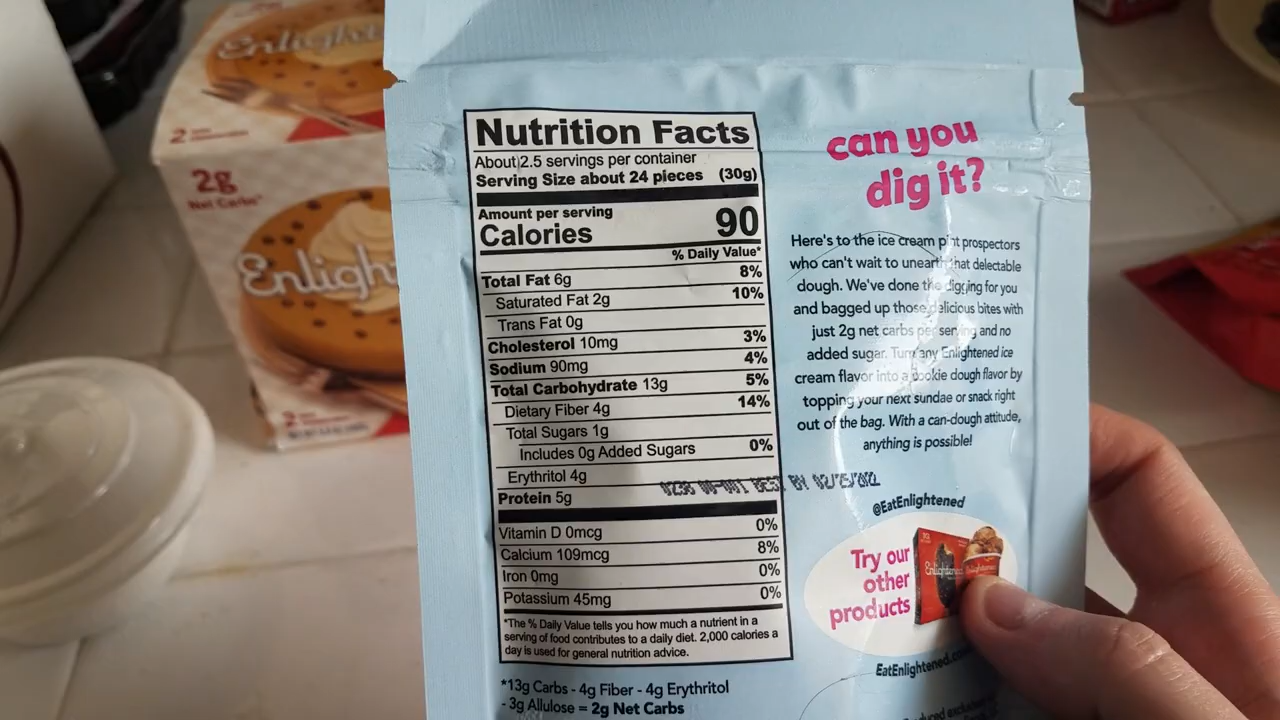 Enlight
2
2g
Net Carbs*
Enligh
2
Nutrition Facts
About 2.5 servings per container
Serving Size about 24 pieces (30g)
Amount per serving
Calories 90
% Daily Value*
Total Fat 6g 8%
Saturated Fat 2g 10%
Trans Fat 0g
Cholesterol 10mg 3%
Sodium 90mg 4%
Total Carbohydrate 13g 5%
Dietary Fiber 4g 14%
Total Sugars 1g
Includes 0g Added Sugars 0%
Erythritol 4g
Protein 5g
Vitamin D 0mcg 0%
Calcium 109mcg 8%
Iron 0mg 0%
Potassium 45mg 0%
*The % Daily Value tells you how much a nutrient in a
serving of food contributes to a daily diet. 2,000 calories a
day is used for general nutrition advice.
*13g Carbs - 4g Fiber - 4g Erythritol
- 3g Allulose = 2g Net Carbs
can you
dig it?
Here's to the ice cream pint prospectors
who can't wait to unearth that delectable
dough. We've done the digging for you
and bagged up those delicious bites with
just 2g net carbs per serving and no
added sugar. Turn any Enlightened ice
cream flavor into a cookie dough flavor by
topping your next sundae or snack right
out of the bag. With a can-dough attitude,
anything is possible!
@EatEnlightened
Try our
other
products
Enlightened
EatEnlightened.co